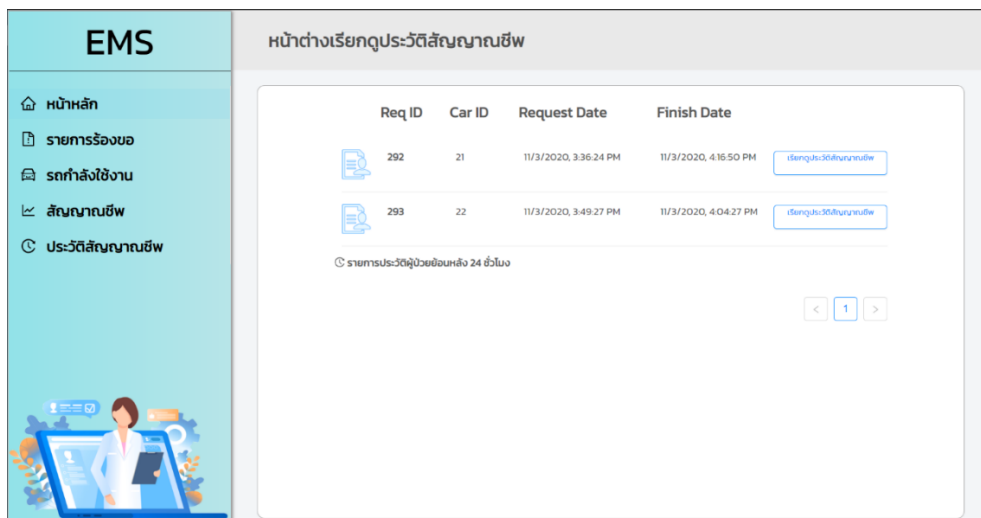 EMS
หน้าหลัก
รายการร้องขอ
รถกำลังใช้งาน
สัญญาณชีพ
ประวัติสัญญาณชีพ
หน้าต่างเรียกดูประวัติสัญญาณชีพ
Req ID Car ID Request Date Finish Date
292 21 11/3/2020, 3:36:24 PM 11/3/2020, 4:16:50 PM เรียกดูประวัติสัญญาณชีพ
293 22 11/3/2020, 3:49:27 PM 11/3/2020, 4:04:27 PM เรียกดูประวัติสัญญาณชีพ
รายการประวัติผู้ป่วยย้อนหลัง 24 ชั่วโมง
< 1 >